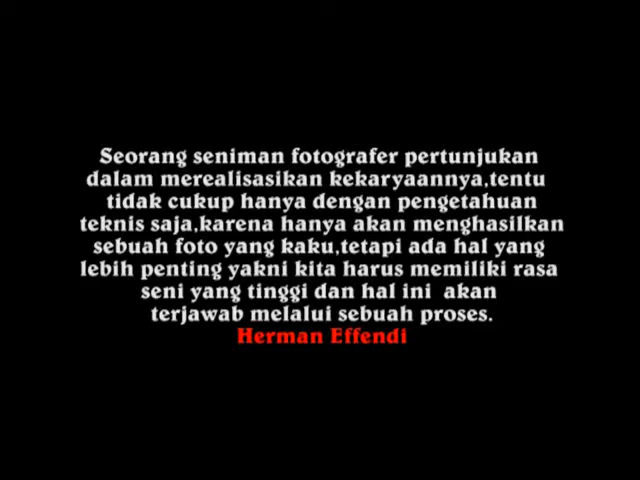 Seorang seniman fotografer pertunjukan
dalam merealisasikan kekaryaannya,tentu
tidak cukup hanya dengan pengetahuan
teknis saja,karena hanya akan menghasilkan
sebuah foto yang kaku,tetapi ada hal yang
lebih penting yakni kita harus memiliki rasa
seni yang tinggi dan hal ini akan
terjawab melalui sebuah proses.
Herman Effendi